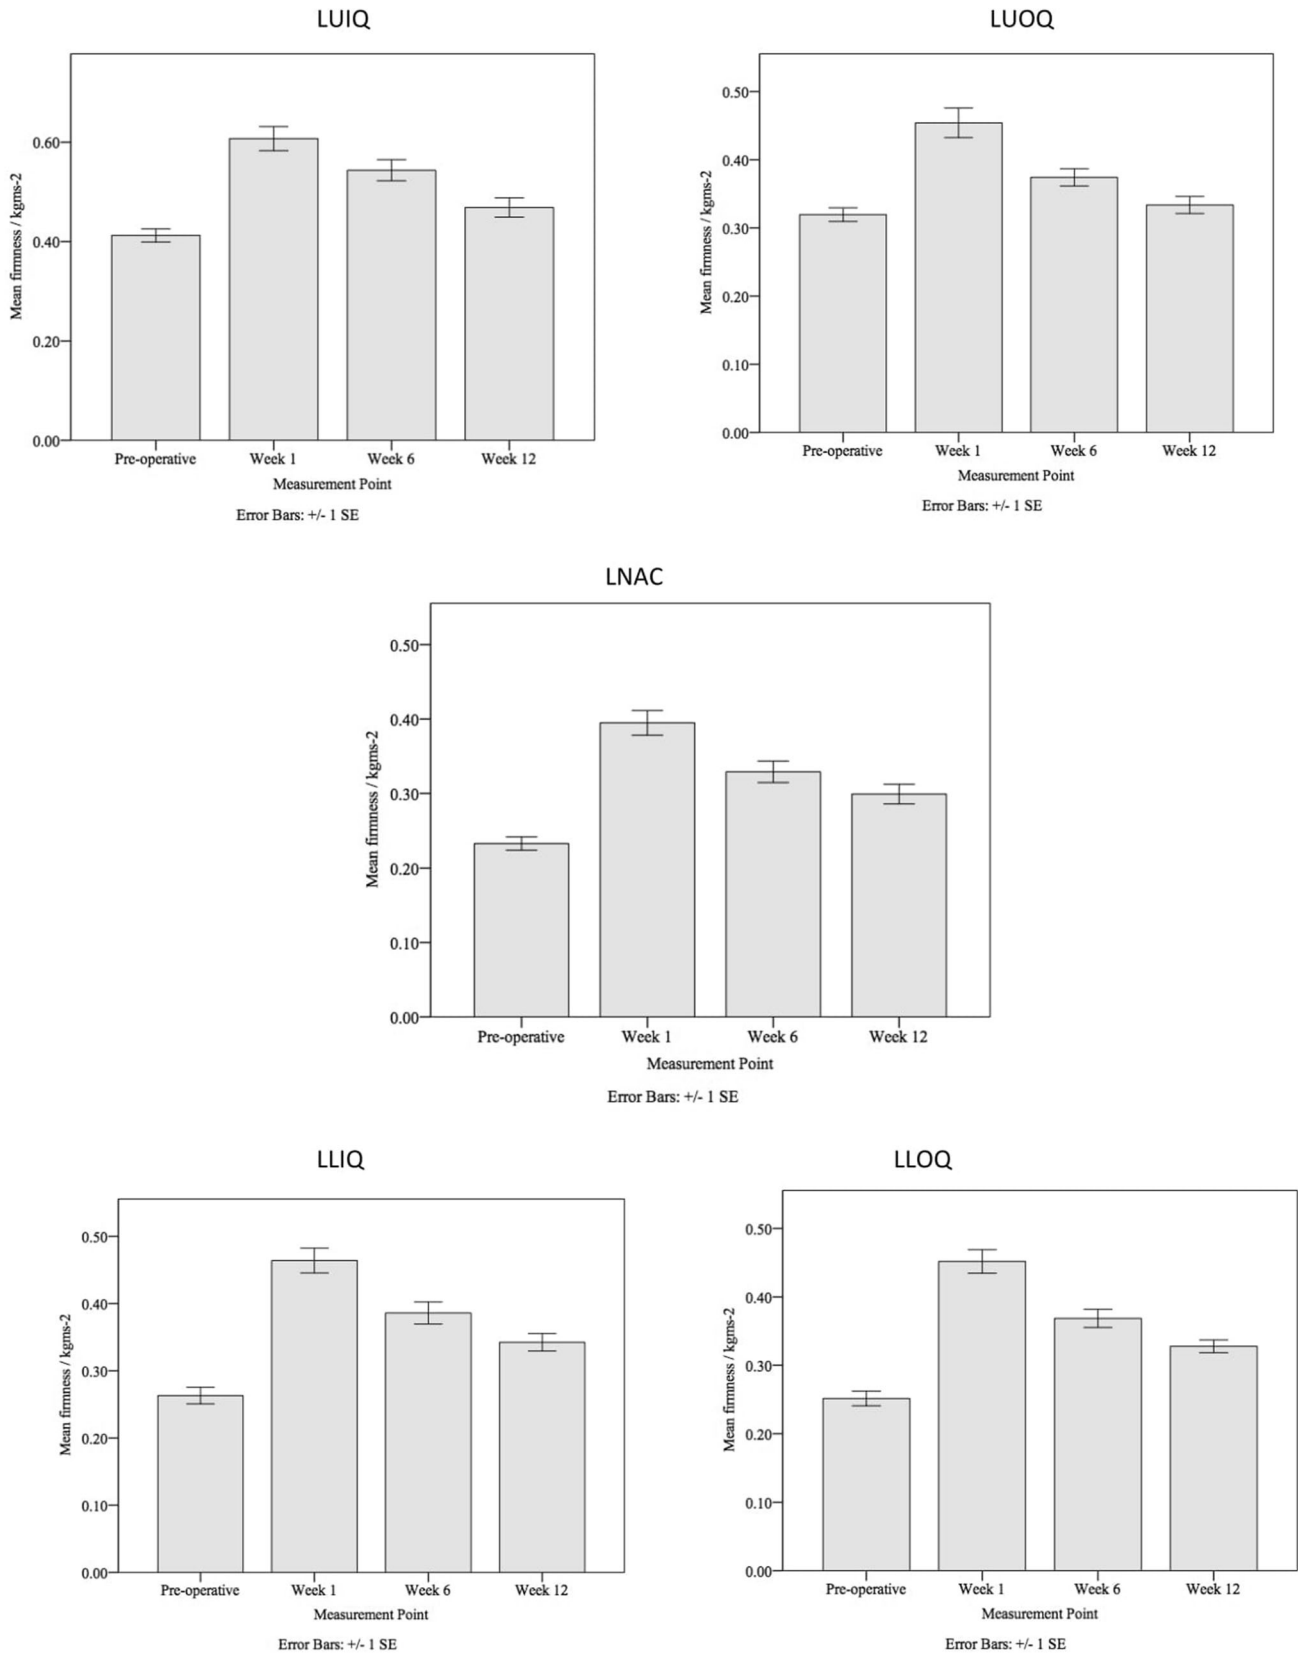 LUIQ
Mean firmness / kgms-2
0.60
0.40
0.20
0.00
Pre-operative Week 1 Week 6 Week 12
Measurement Point
Error Bars: +/- 1 SE
LUOQ
Mean firmness / kgms-2
0.50
0.40
0.30
0.20
0.10
0.00
Pre-operative Week 1 Week 6 Week 12
Measurement Point
Error Bars: +/- 1 SE
LNAC
Mean firmness / kgms-2
0.50
0.40
0.30
0.20
0.10
0.00
Pre-operative Week 1 Week 6 Week 12
Measurement Point
Error Bars: +/- 1 SE
LLIQ
Mean firmness / kgms-2
0.50
0.40
0.30
0.20
0.10
0.00
Pre-operative Week 1 Week 6 Week 12
Measurement Point
Error Bars: +/- 1 SE
LLOQ
Mean firmness / kgms-2
0.50
0.40
0.30
0.20
0.10
0.00
Pre-operative Week 1 Week 6 Week 12
Measurement Point
Error Bars: +/- 1 SE